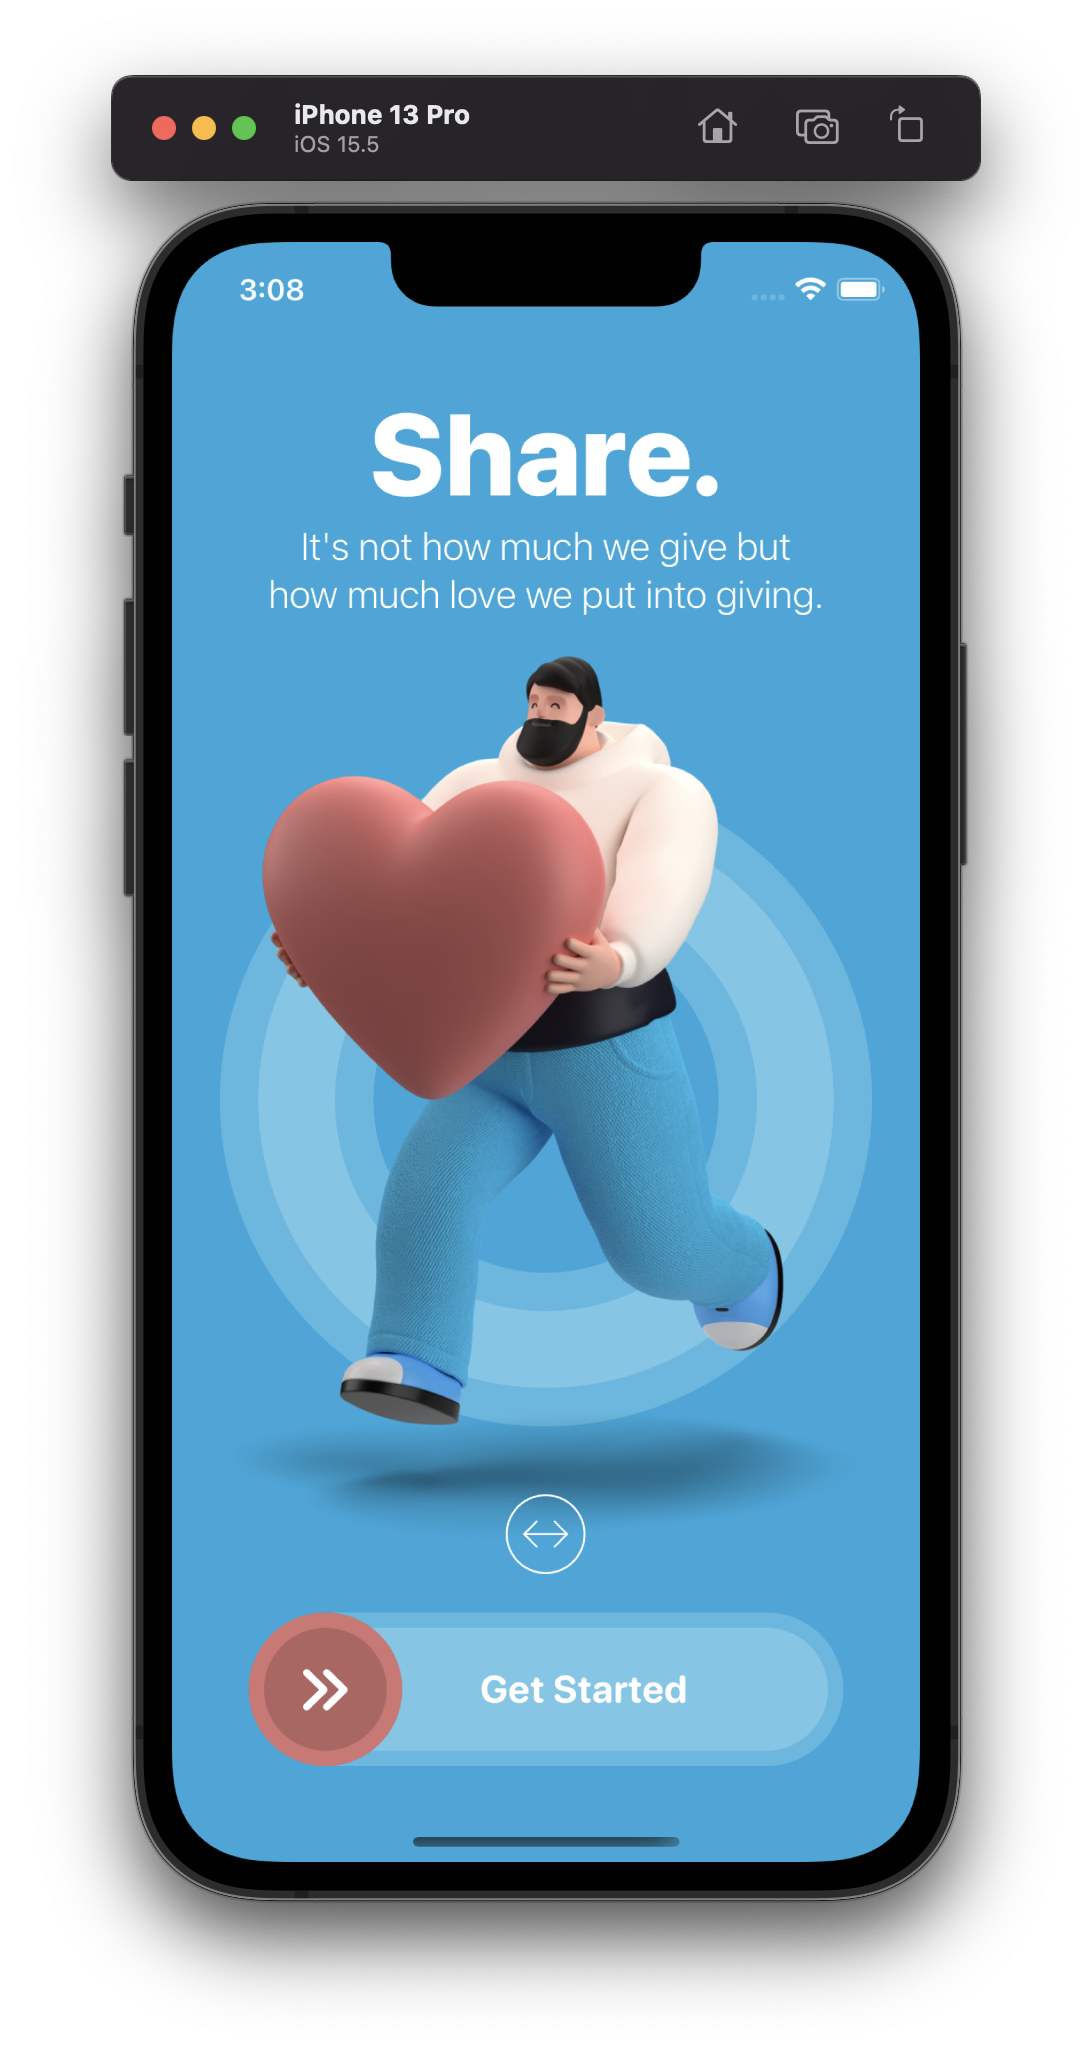 iPhone 13 Pro
iOS 15.5
3:08
Share.
It's not how much we give but
how much love we put into giving.
Get Started